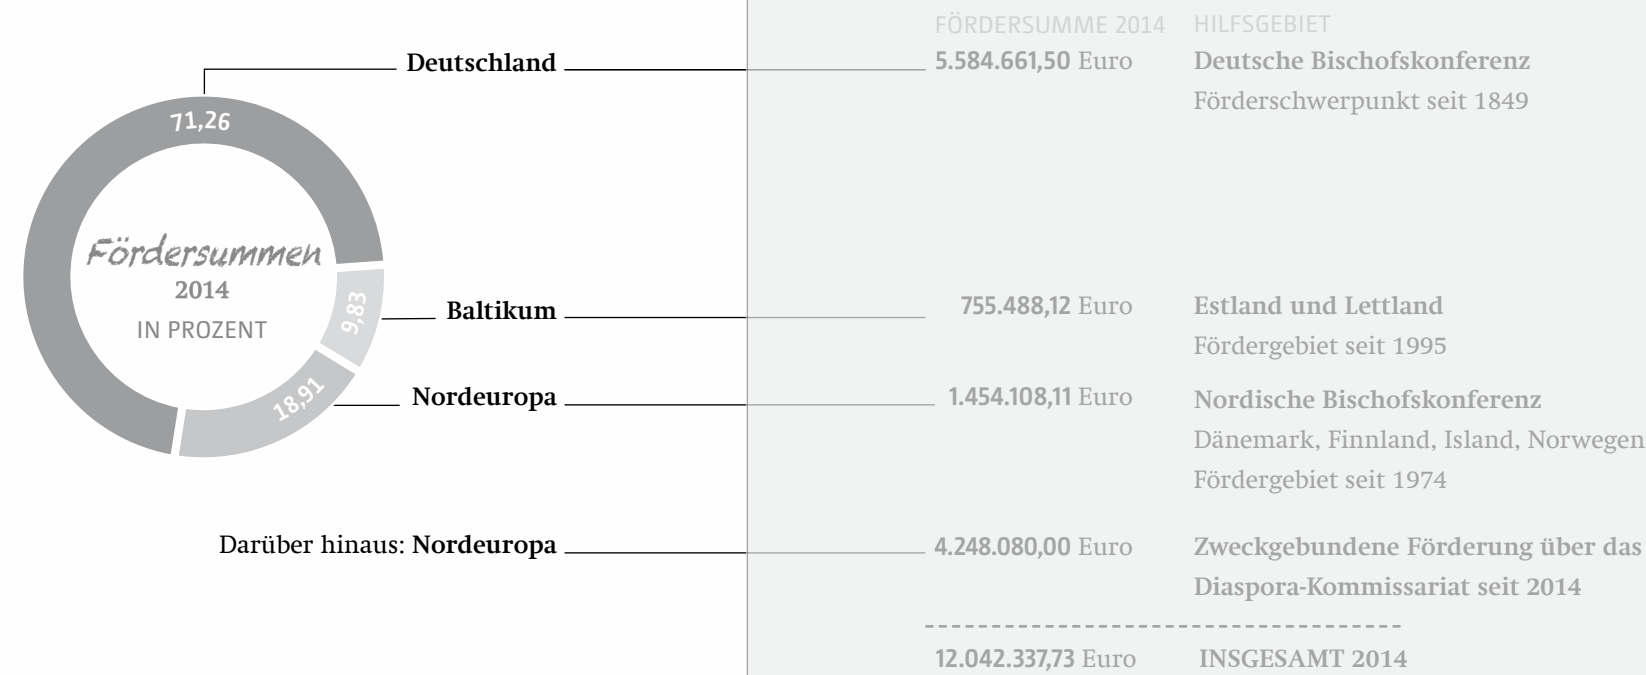 FÖRDERSUMME 2014 HILFSGEBIET
Deutschland 5.584.661,50 Euro Deutsche Bischofskonferenz
Förderschwerpunkt seit 1849
71,26
Fördersummen
2014
IN PROZENT
9,83
18,91
Baltikum 755.488,12 Euro Estland und Lettland
Fördergebiet seit 1995
Nordeuropa 1.454.108,11 Euro Nordische Bischofskonferenz
Dänemark, Finnland, Island, Norwegen
Fördergebiet seit 1974
Darüber hinaus: Nordeuropa 4.248.080,00 Euro Zweckgebundene Förderung über das
Diaspora-Kommissariat seit 2014
12.042.337,73 Euro INSGESAMT 2014